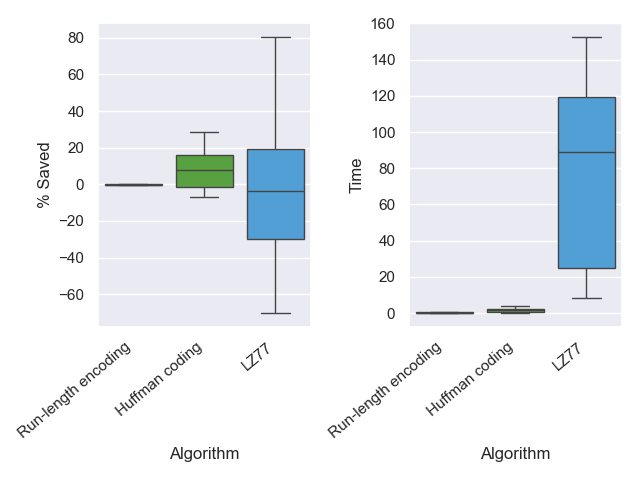 % Saved
80
60
40
20
0
−20
−40
−60
Run-length encoding
Huffman coding
LZ77
Algorithm
Time
160
140
120
100
80
60
40
20
0
Run-length encoding
Huffman coding
LZ77
Algorithm